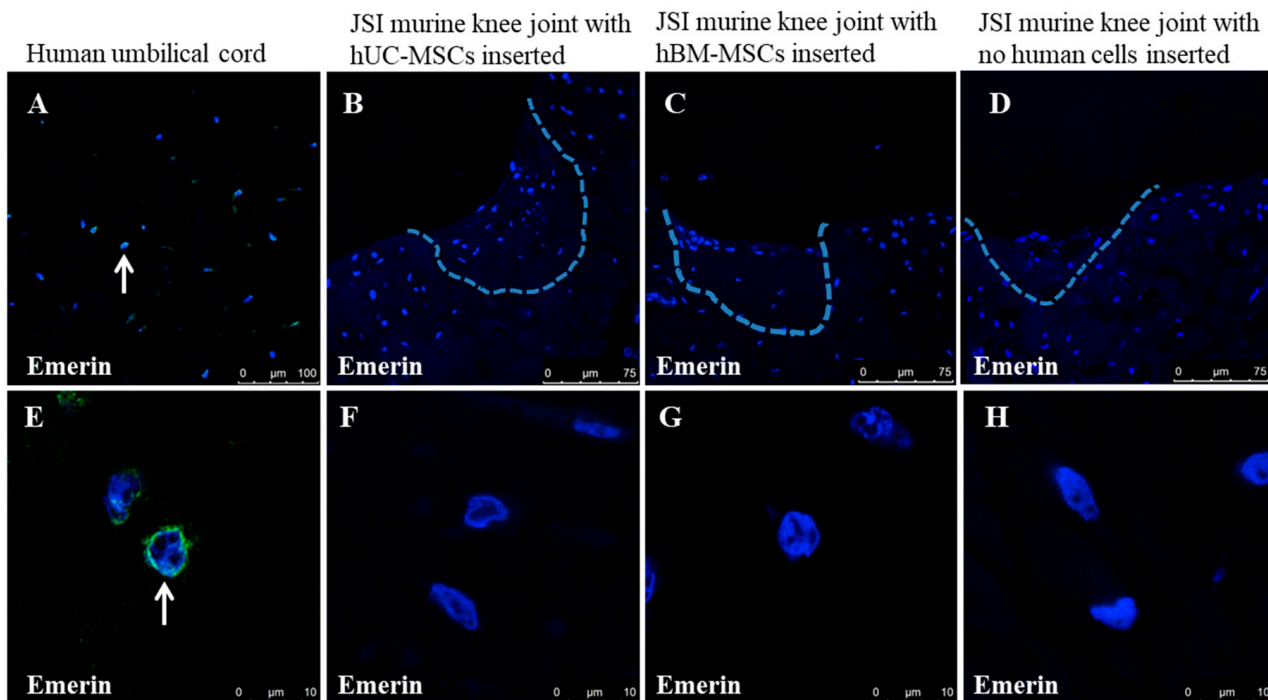 Human umbilical cord
JSI murine knee joint with
hUC-MSCs inserted
JSI murine knee joint with
hBM-MSCs inserted
JSI murine knee joint with
no human cells inserted
A
Emerin
0 µm 100
B
0 µm 75
C
0 µm 75
D
Emerin
0 µm 75
E
Emerin
0 µm 10
F
Emerin
0 µm 10
G
Emerin
0 µm 10
H
Emerin
0 µm 10